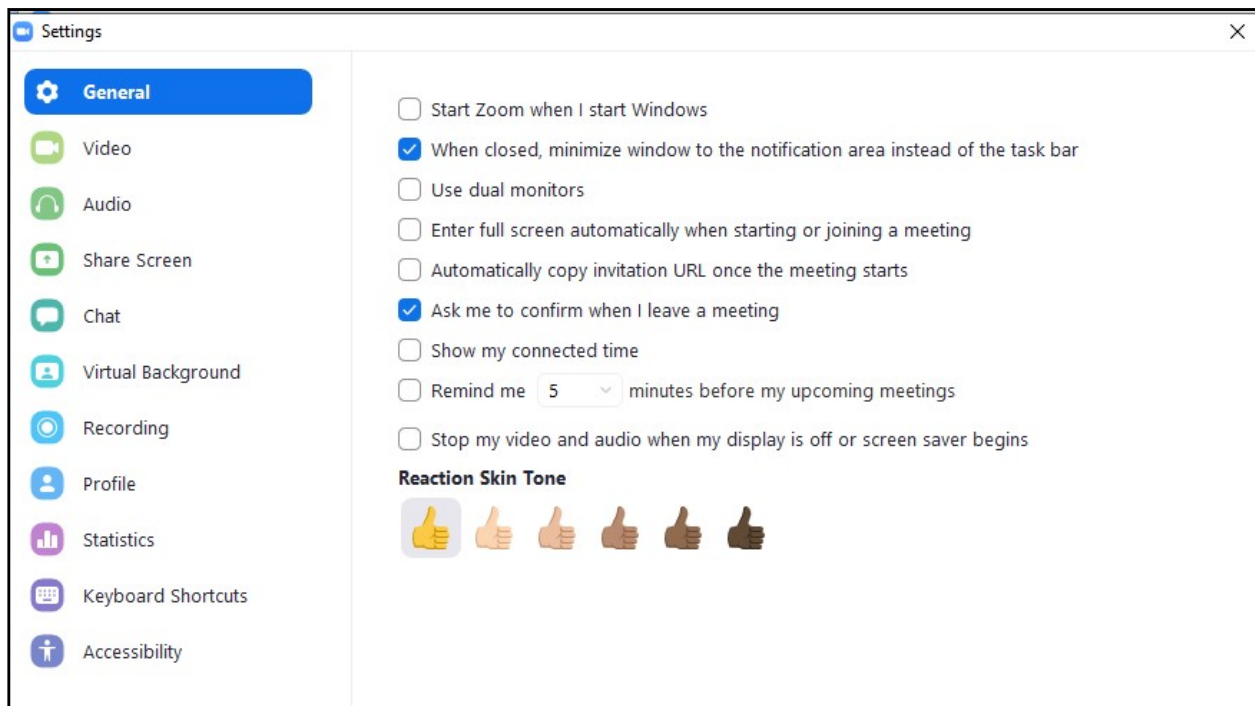 Settings
General
Video
Audio
Share Screen
Chat
Virtual Background
Recording
Profile
Statistics
Keyboard Shortcuts
Accessibility
Start Zoom when I start Windows
When closed, minimize window to the notification area instead of the task bar
Use dual monitors
Enter full screen automatically when starting or joining a meeting
Automatically copy invitation URL once the meeting starts
Ask me to confirm when I leave a meeting
Show my connected time
Remind me 5 minutes before my upcoming meetings
Stop my video and audio when my display is off or screen saver begins
Reaction Skin Tone